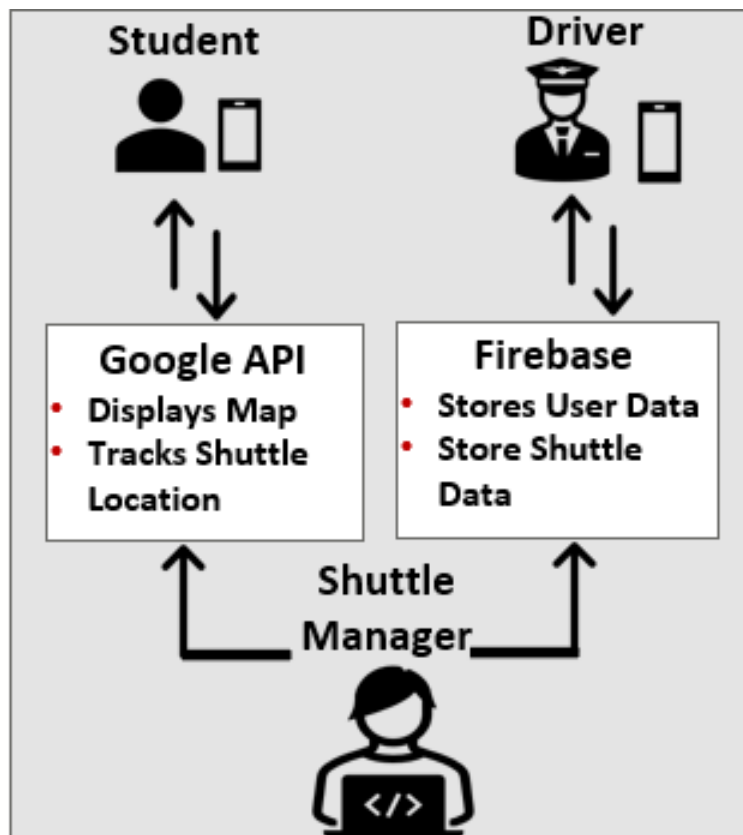 Student
Driver
Google API
• Displays Map
• Tracks Shuttle
Location
Firebase
• Stores User Data
• Store Shuttle
Data
Shuttle
Manager
</>